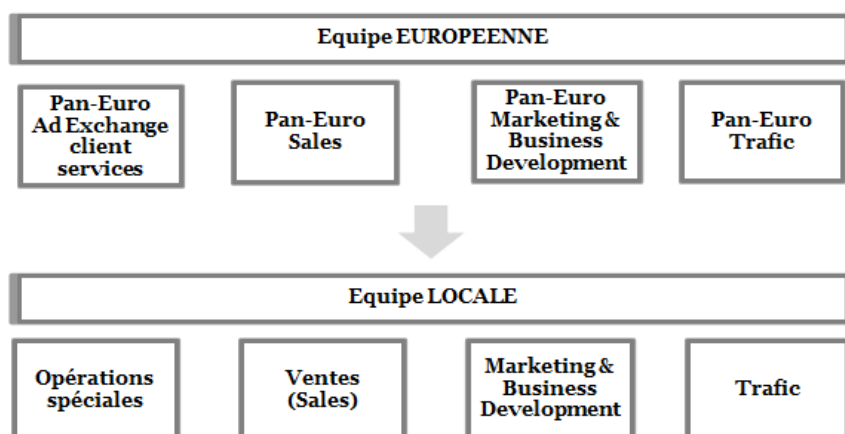 Equipe EUROPEENNE
Pan-Euro
Ad Exchange
client
services
Pan-Euro
Sales
Pan-Euro
Marketing &
Business
Development
Pan-Euro
Trafic
Equipe LOCALE
Opérations
spéciales
Ventes
(Sales)
Marketing &
Business
Development
Trafic